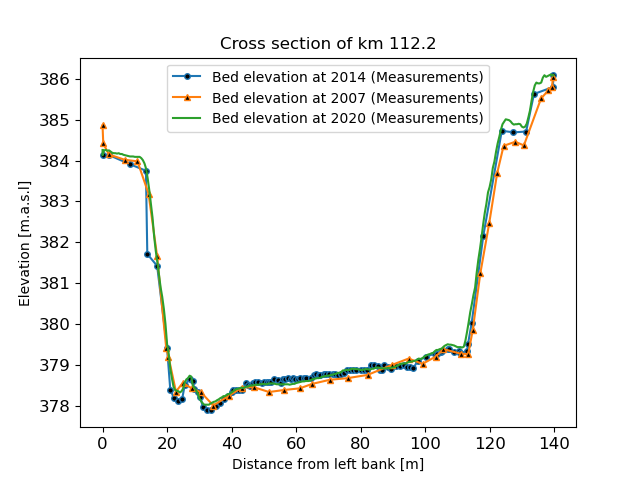 Cross section of km 112.2
Bed elevation at 2014 (Measurements)
Bed elevation at 2007 (Measurements)
Bed elevation at 2020 (Measurements)
386
385
384
383
382
381
380
379
378
Elevation [m.a.s.l]
0 20 40 60 80 100 120 140
Distance from left bank [m]